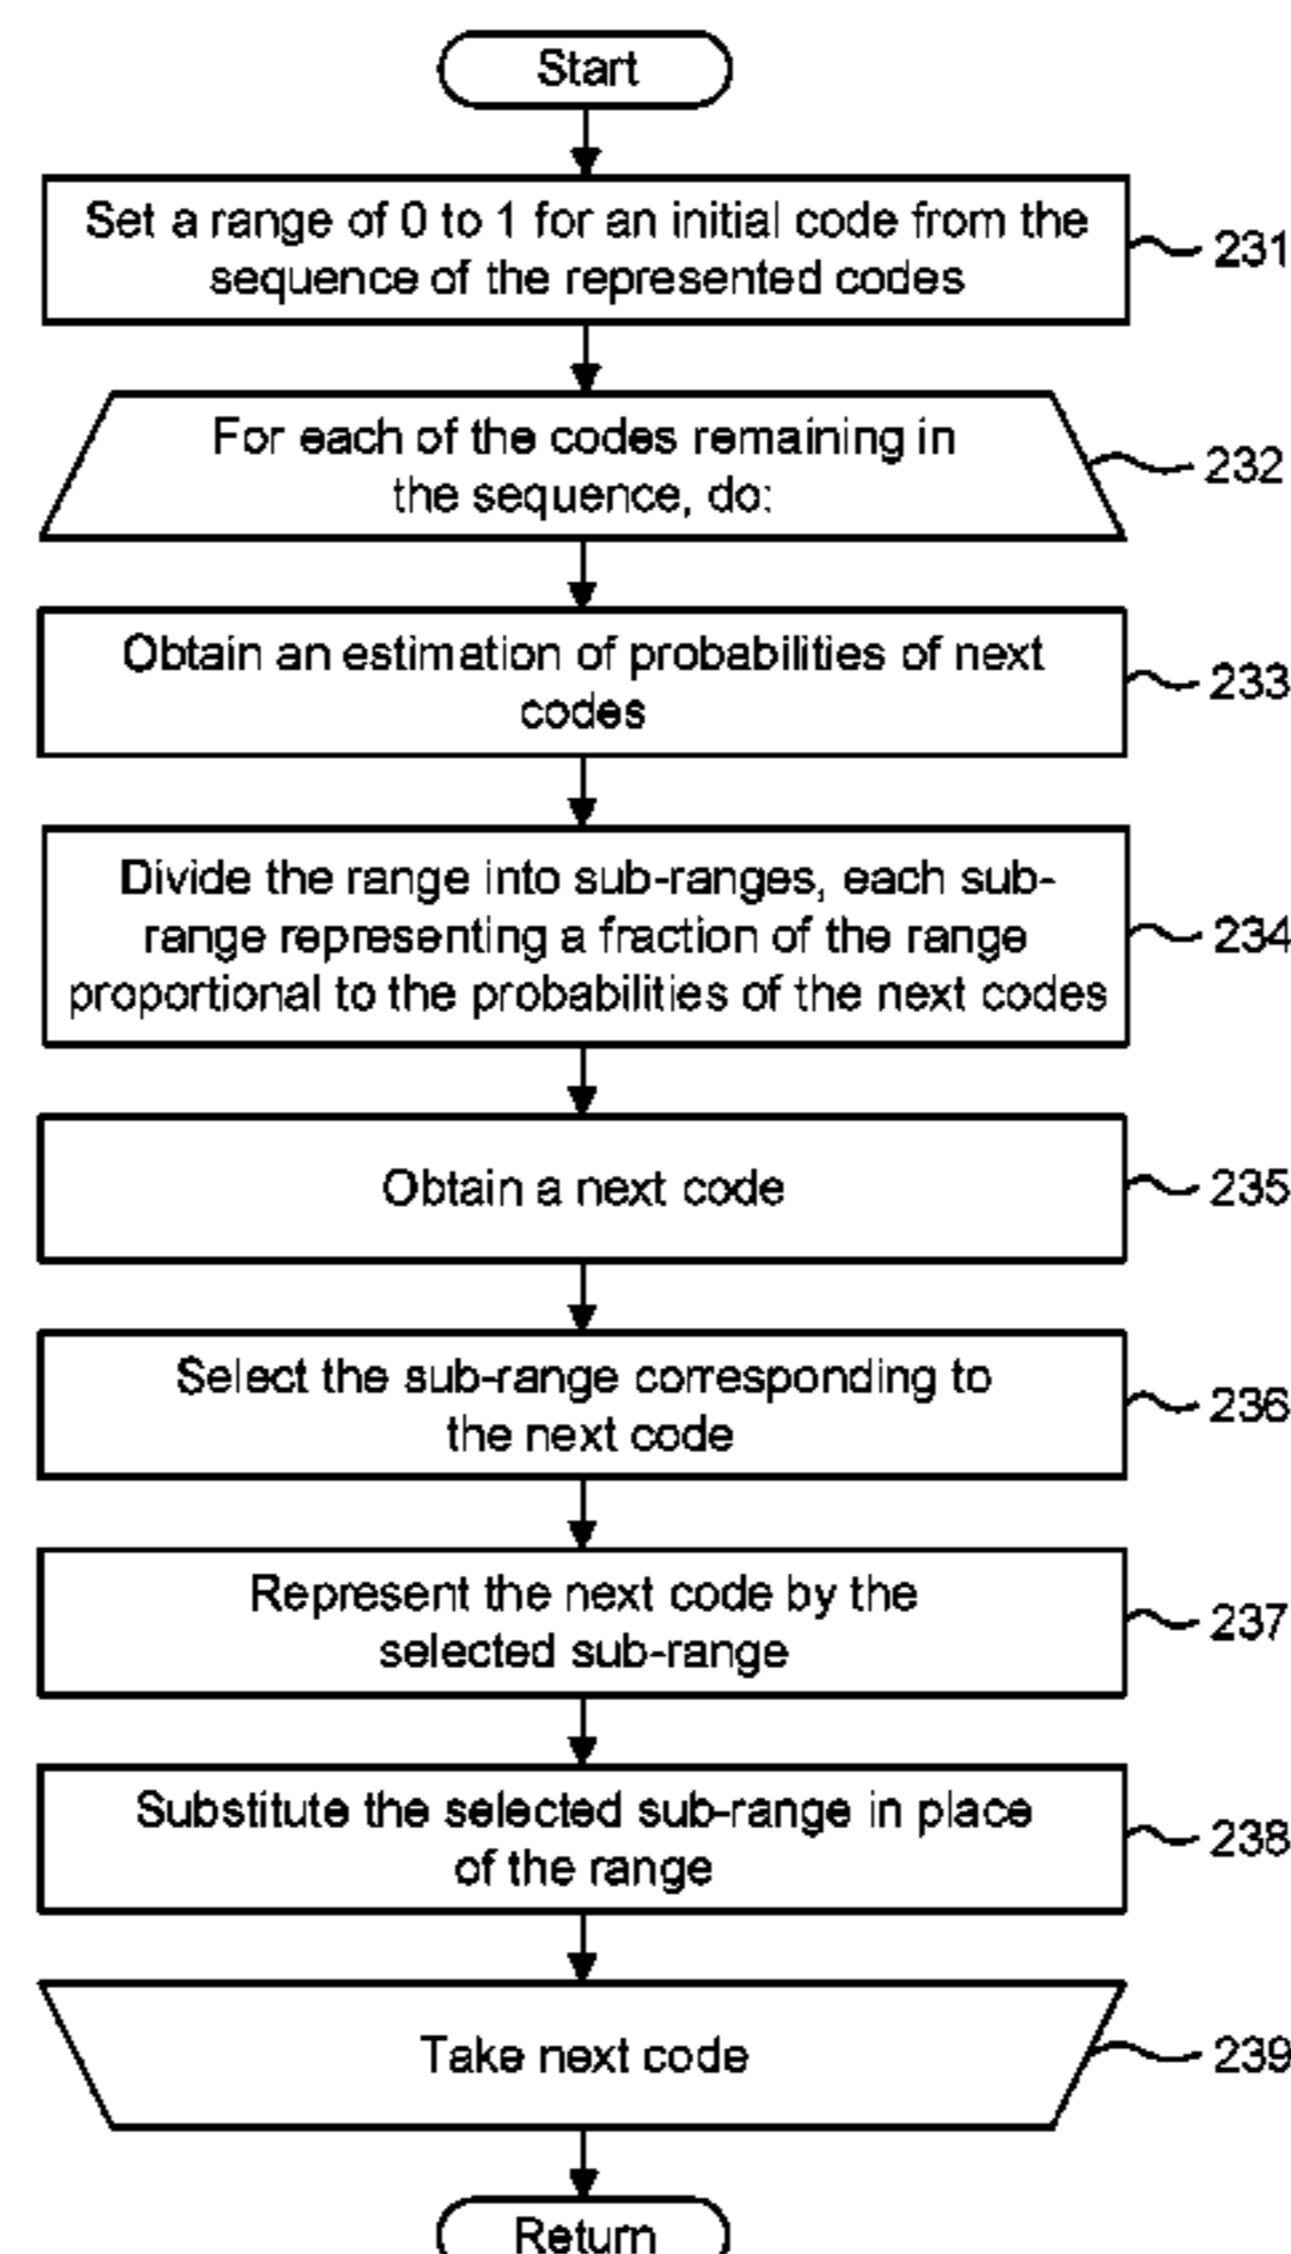 Start
Set a range of 0 to 1 for an initial code from the
sequence of the represented codes
231
For each of the codes remaining in
the sequence, do:
232
Obtain an estimation of probabilities of next
codes
233
Divide the range into sub-ranges, each sub-
range representing a fraction of the range
proportional to the probabilities of the next codes
234
Obtain a next code
235
Select the sub-range corresponding to
the next code
236
Represent the next code by the
selected sub-range
237
Substitute the selected sub-range in place
of the range
238
Take next code
239
Return